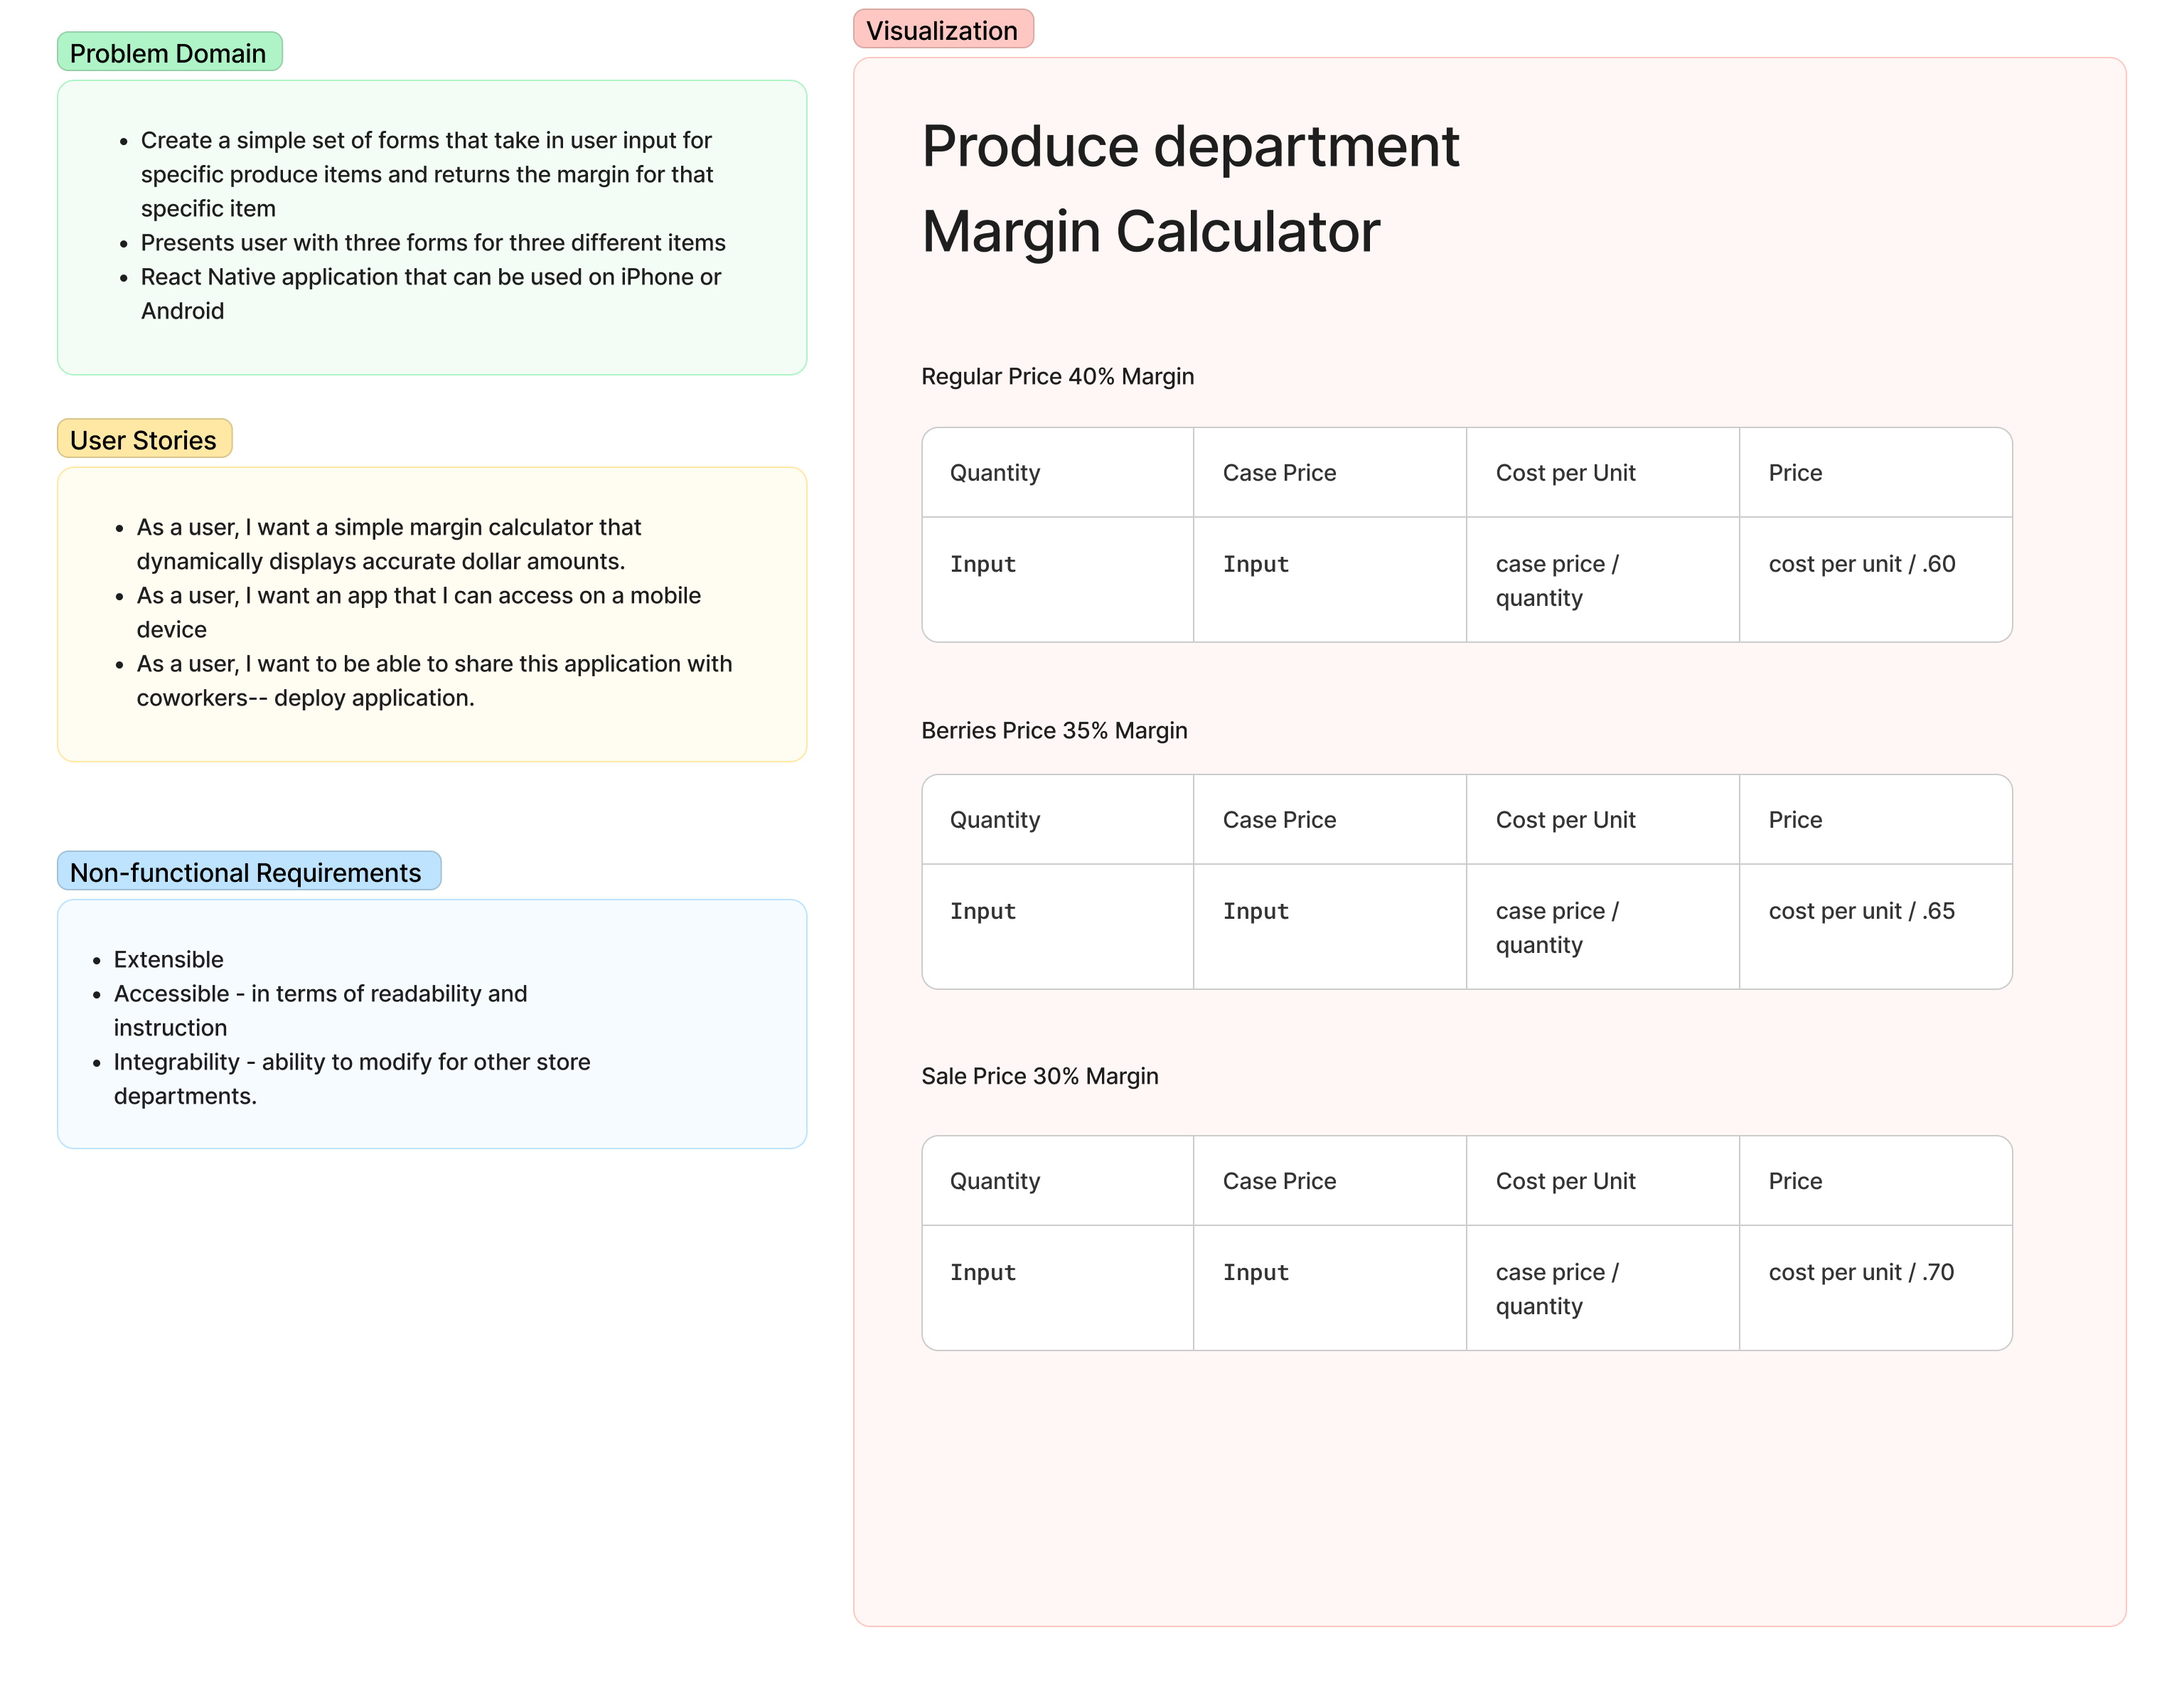 Problem Domain
• Create a simple set of forms that take in user input for
specific produce items and returns the margin for that
specific item
• Presents user with three forms for three different items
• React Native application that can be used on iPhone or
Android
User Stories
• As a user, I want a simple margin calculator that
dynamically displays accurate dollar amounts.
• As a user, I want an app that I can access on a mobile
device
• As a user, I want to be able to share this application with
coworkers-- deploy application.
Non-functional Requirements
• Extensible
• Accessible - in terms of readability and
instruction
• Integrability - ability to modify for other store
departments.
Visualization
Produce department
Margin Calculator
Regular Price 40% Margin
Quantity Case Price Cost per Unit Price
Input Input case price / cost per unit / .60
quantity
Berries Price 35% Margin
Quantity Case Price Cost per Unit Price
Input Input case price / cost per unit / .65
quantity
Sale Price 30% Margin
Quantity Case Price Cost per Unit Price
Input Input case price / cost per unit / .70
quantity